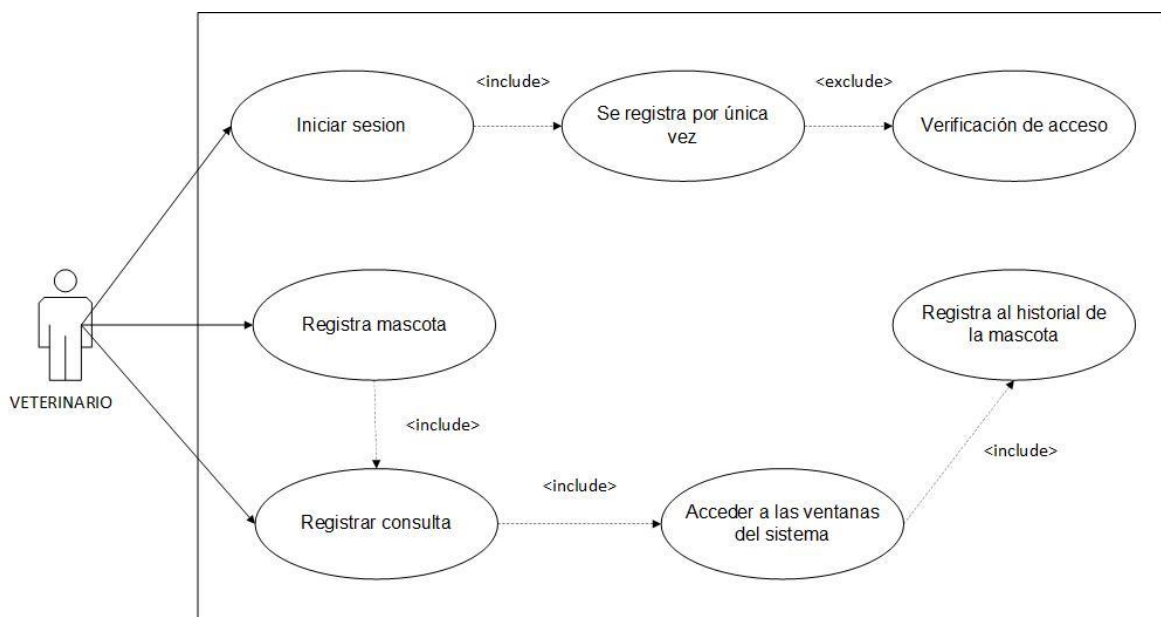 <include>
<exclude>
Iniciar sesion
Se registra por única
vez
Verificación de acceso
Registra mascota
Registra al historial de
la mascota
VETERINARIO
<include>
<include>
<include>
Registrar consulta
Acceder a las ventanas
del sistema